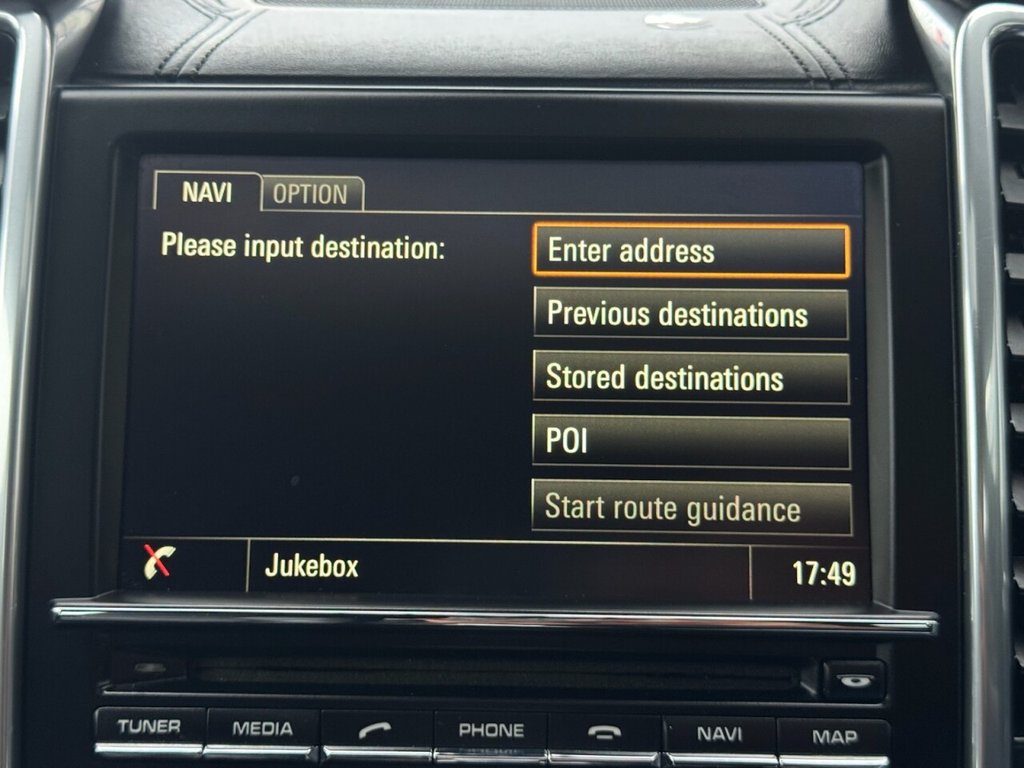 NAVI OPTION
Please input destination:
Enter address
Previous destinations
Stored destinations
POI
Start route guidance
Jukebox 17:49
TUNER MEDIA PHONE NAVI MAP